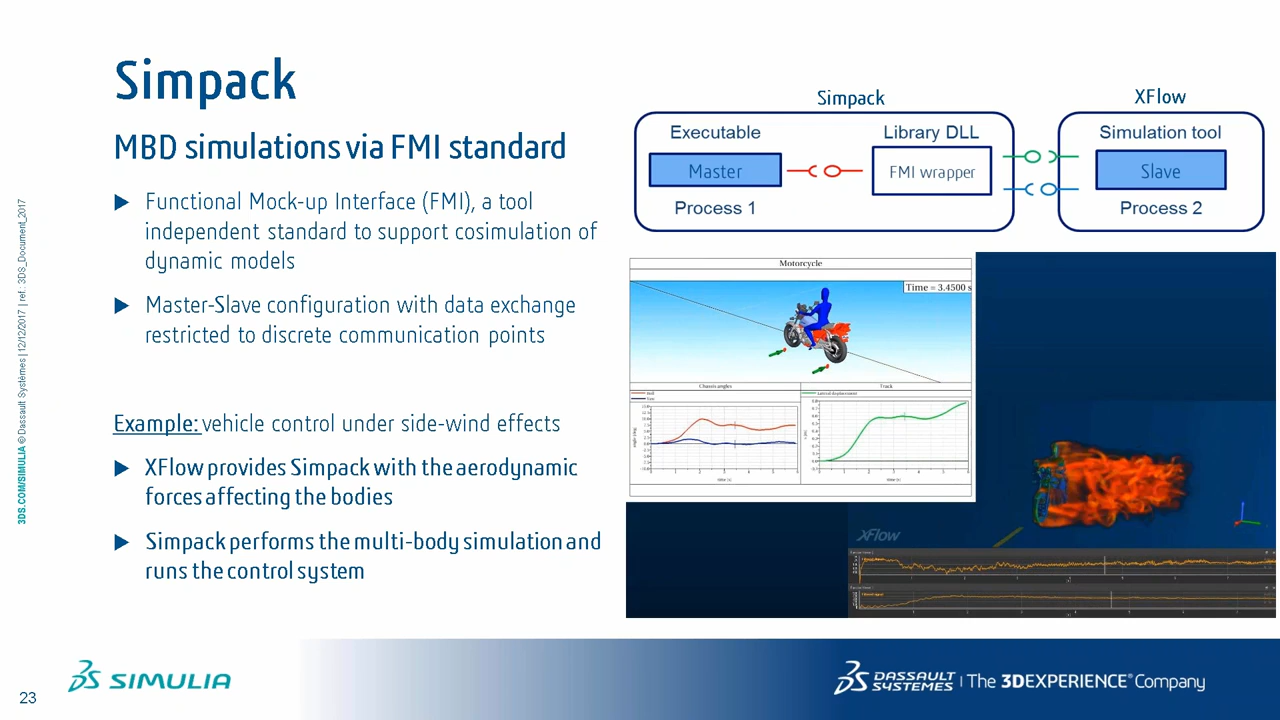 Simpack
MBD simulations via FMI standard
Functional Mock-up Interface (FMI), a tool
independent standard to support cosimulation of
dynamic models
Master-Slave configuration with data exchange
restricted to discrete communication points
Example: vehicle control under side-wind effects
XFlow provides Simpack with the aerodynamic
forces affecting the bodies
Simpack performs the multi-body simulation and
runs the control system
Simpack
XFlow
Executable
Library DLL
Simulation tool
Master
FMI wrapper
Slave
Process 1
Process 2
Motorcycle
Time = 3.4500 s
Chassis angles
Track
Lateral displacement
time [s]
time [s]
XFlow
3DS.COM/SIMULIA © Dassault Systèmes | 12/12/2017 | ref.: 3DS_Document_2017
23
SIMULIA
DASSAULT SYSTEMES | The 3DEXPERIENCE® Company